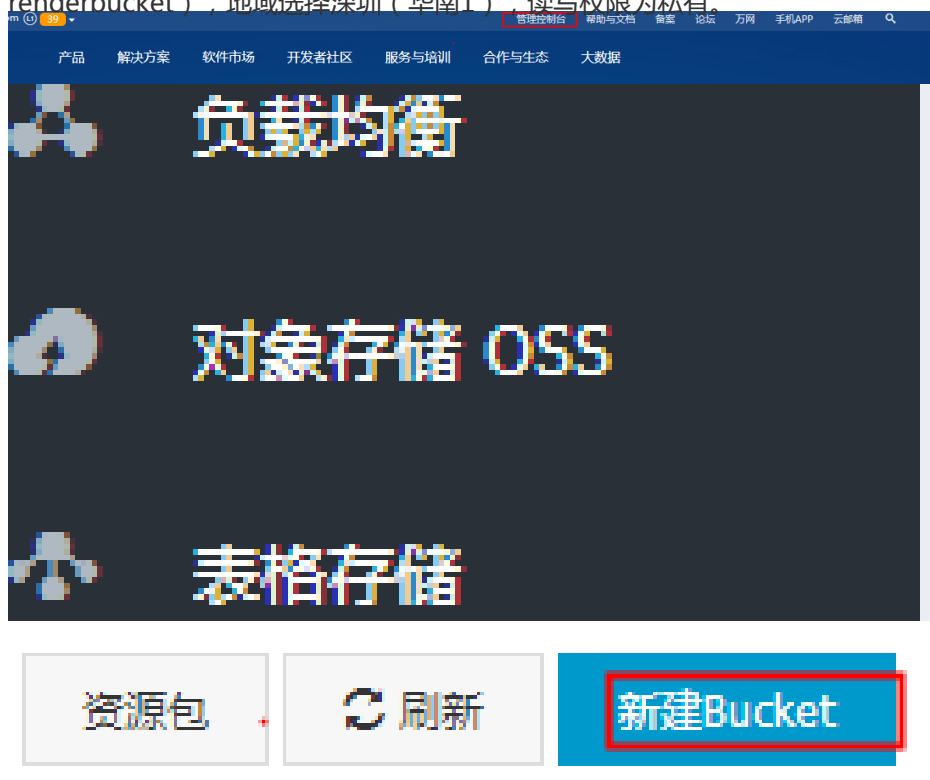 renderbucket），地域选择深圳（华南1），读写权限为私有。
om 39 管理控制台 帮助与文档 备案 论坛 万网 手机APP 云邮箱
产品 解决方案 软件市场 开发者社区 服务与培训 合作与生态 大数据
负载均衡
对象存储 OSS
表格存储
资源包 刷新 新建Bucket